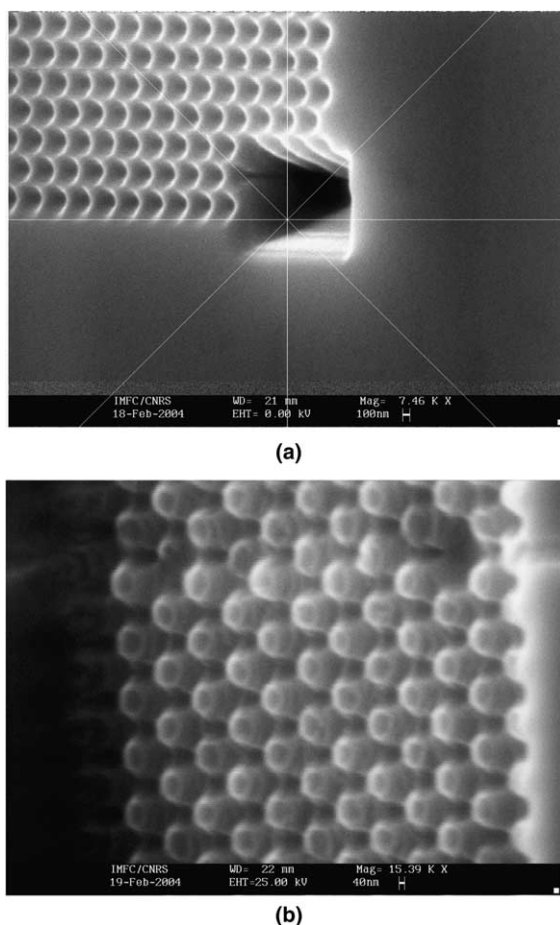 IMFC/CNRS WD= 21 mm Mag= 7.46 K X
18-Feb-2004 EHT= 0.00 kV 100nm
(a)
IMFC/CNRS WD= 22 mm Mag= 15.39 K X
19-Feb-2004 EHT=25.00 kV 40nm
(b)